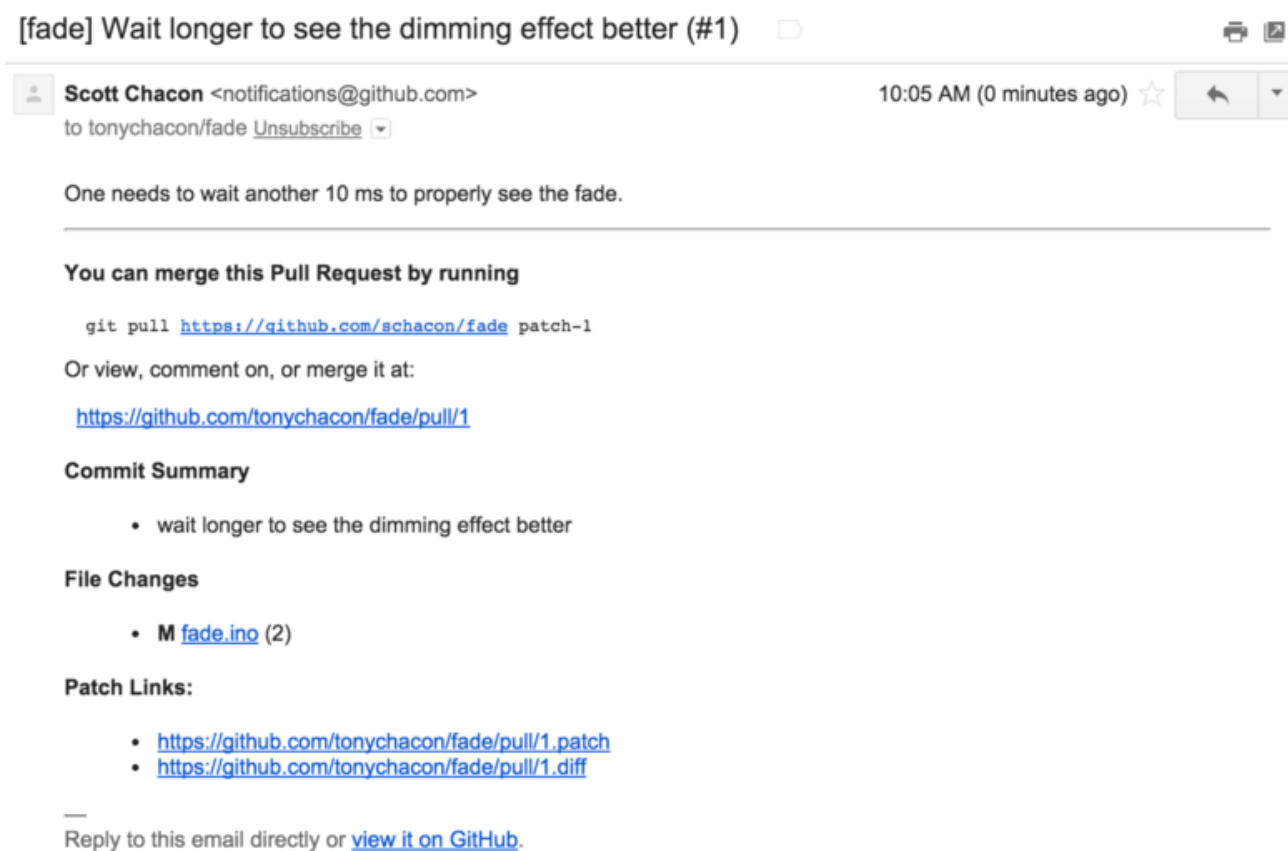 [fade] Wait longer to see the dimming effect better (#1)
Scott Chacon <notifications@github.com>
10:05 AM (0 minutes ago)
to tonychacon/fade Unsubscribe
One needs to wait another 10 ms to properly see the fade.
You can merge this Pull Request by running
git pull https://github.com/schacon/fade patch-1
Or view, comment on, or merge it at:
https://github.com/tonychacon/fade/pull/1
Commit Summary
• wait longer to see the dimming effect better
File Changes
• M fade.ino (2)
Patch Links:
• https://github.com/tonychacon/fade/pull/1.patch
• https://github.com/tonychacon/fade/pull/1.diff
—
Reply to this email directly or view it on GitHub.